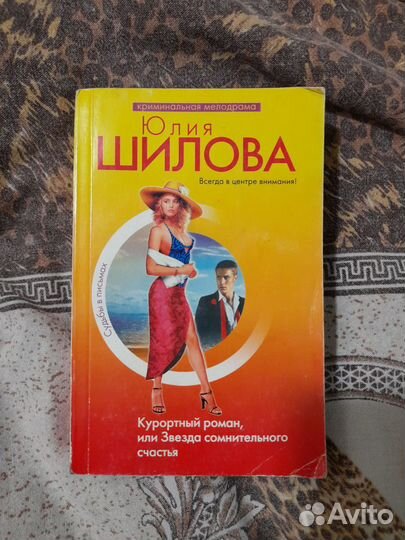 криминальная мелодрама
Юлия
ШИЛОВА
Всегда в центре внимания!
Судьбы в письмах
Курортный роман,
или Звезда сомнительного
счастья
Avito